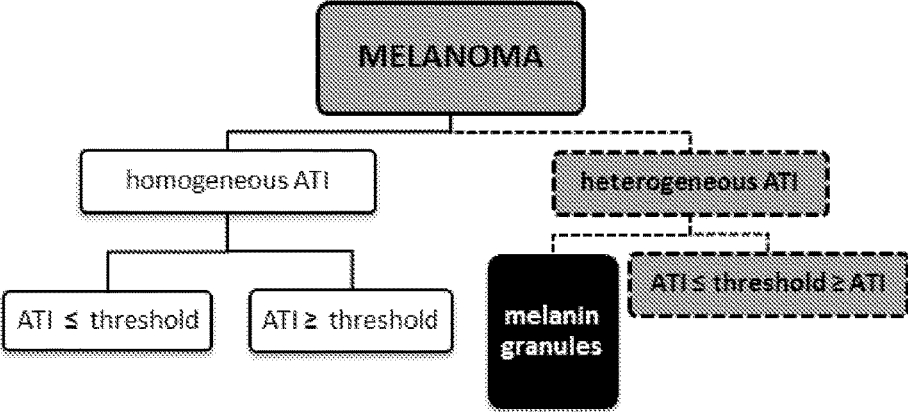 MELANOMA
homogeneous ATI
heterogeneous ATI
ATI ≤ threshold
ATI ≥ threshold
melanin
granules
ATI ≤ threshold ≥ ATI